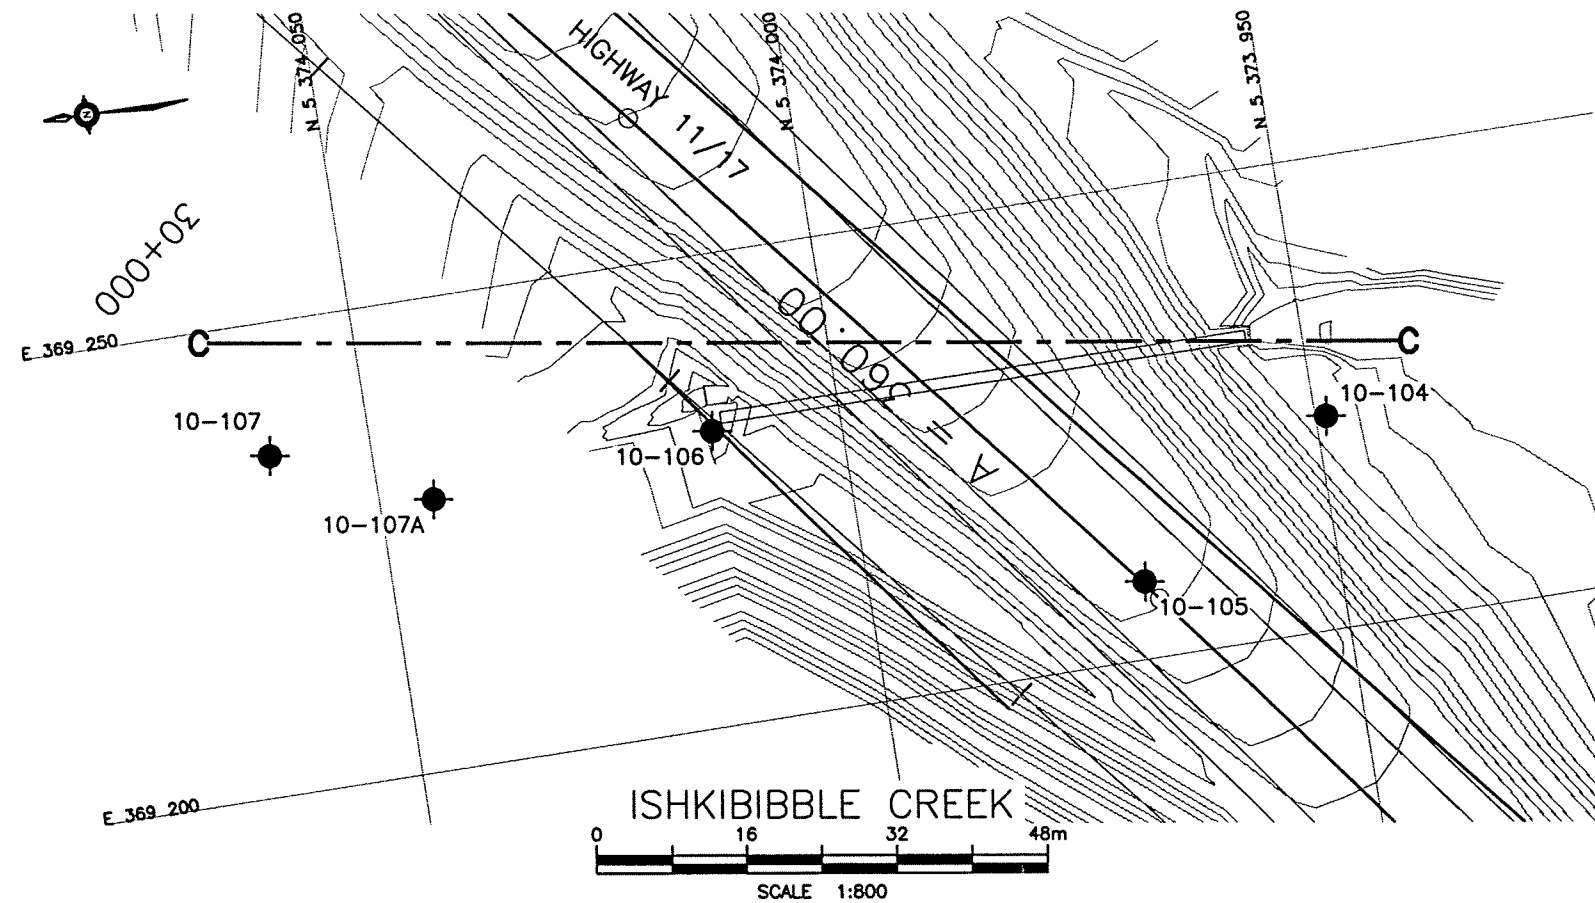 N 5 374 050
N 5 374 000
N 5 373 950
HIGHWAY 11/17
N
30+000
E 369 250
C
C
A = 560.00
10-104
10-107
10-106
10-107A
10-105
E 369 200
ISHKIBIBBLE CREEK
0 16 32 48m
SCALE 1:800